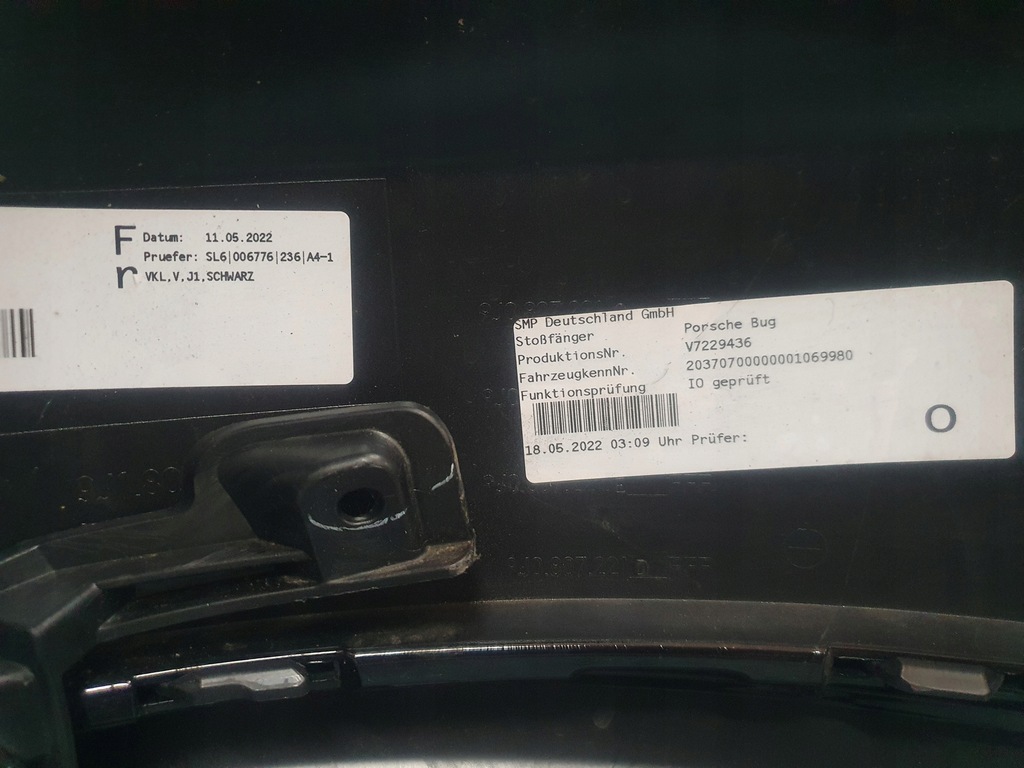 Fr
Datum: 11.05.2022
Pruefer: SL6|006776|236|A4-1
VKL,V,J1,SCHWARZ
SMP Deutschland GmbH
Stoßfänger Porsche Bug
ProduktionsNr. V7229436
FahrzeugkennNr. 20370700000001069980
Funktionsprüfung IO geprüft
18.05.2022 03:09 Uhr Prüfer:
O